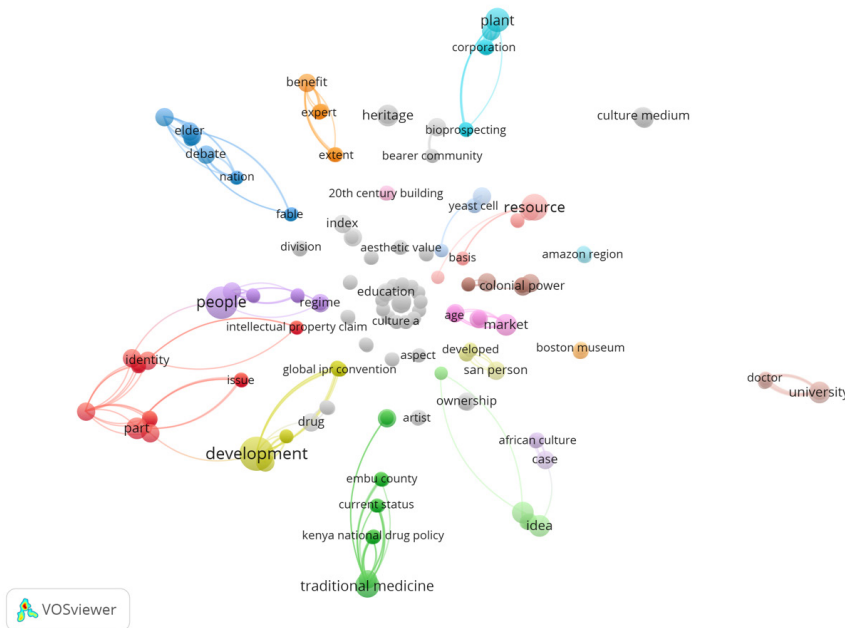 plant
corporation
benefit
expert
heritage
culture medium
elder
bioprospecting
debate
extent
bearer community
nation
20th century building
yeast cell
resource
fable
index
division
aesthetic value
basis
amazon region
education
colonial power
people
regime
culture a
age
market
intellectual property claim
identity
aspect
developed
boston museum
global ipr convention
san person
issue
doctor
university
ownership
part
drug
artist
development
african culture
case
embu county
current status
idea
kenya national drug policy
traditional medicine
VOSviewer